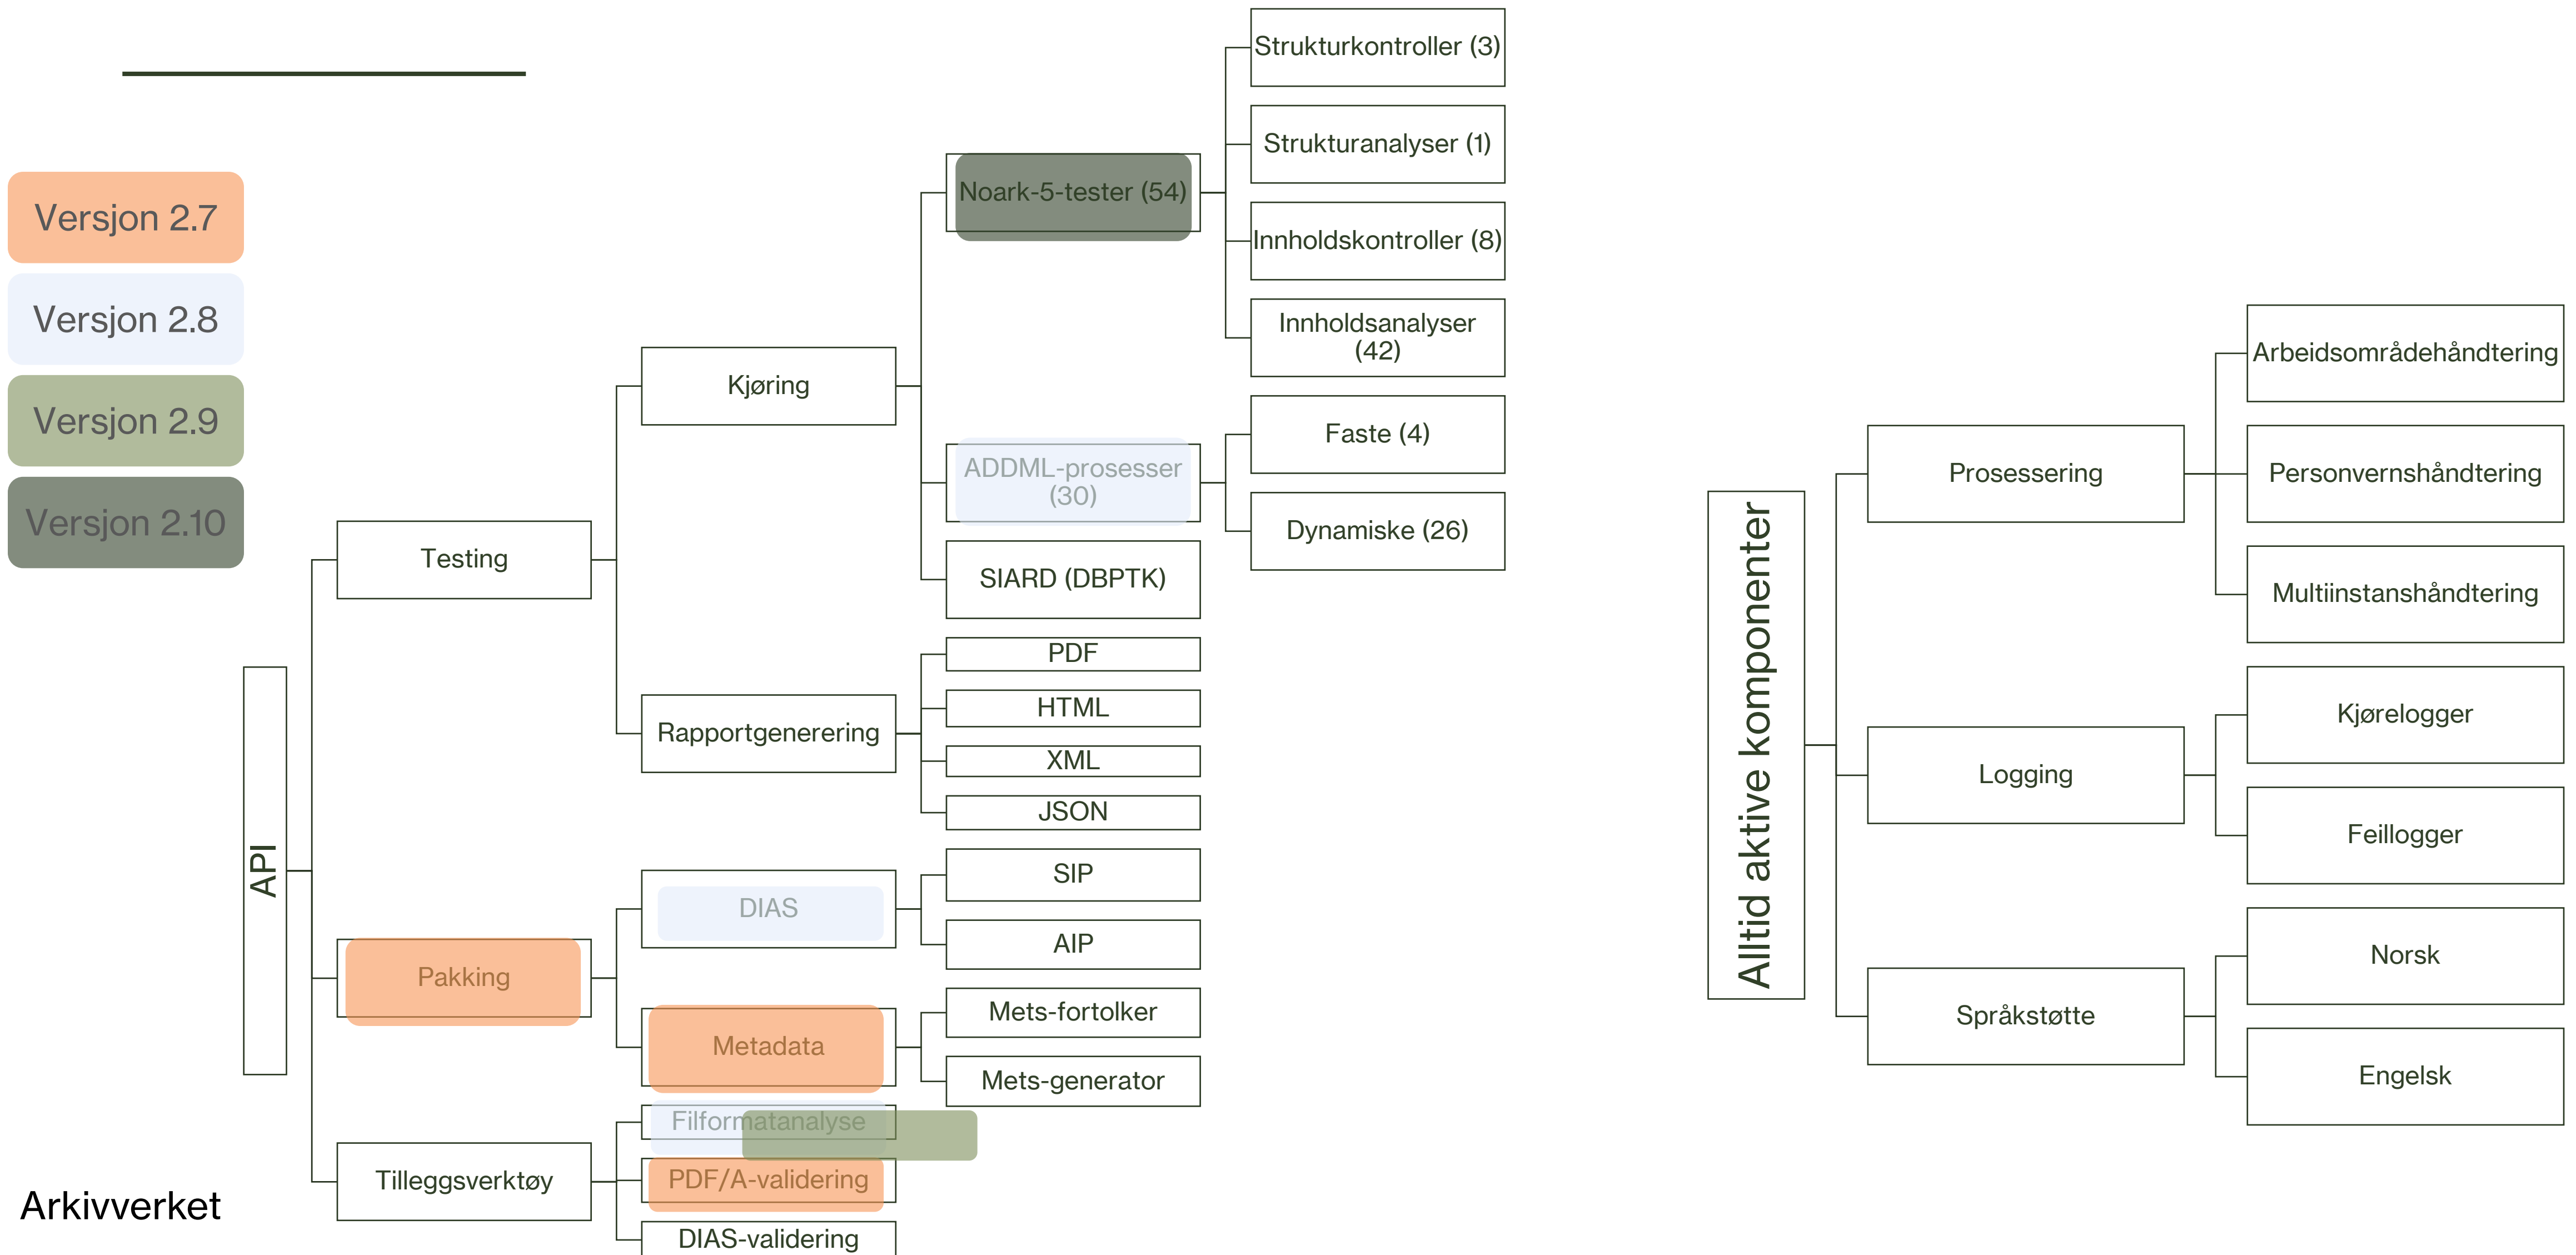 Versjon 2.7
Versjon 2.8
Versjon 2.9
Versjon 2.10
API
Testing
Kjøring
Noark-5-tester (54)
Strukturkontroller (3)
Strukturanalyser (1)
Innholdskontroller (8)
Innholdsanalyser
(42)
ADDML-prosesser
(30)
Faste (4)
Dynamiske (26)
SIARD (DBPTK)
Rapportgenerering
PDF
HTML
XML
JSON
Pakking
DIAS
SIP
AIP
Metadata
Mets-fortolker
Mets-generator
Tilleggsverktøy
Filformatanalyse
PDF/A-validering
DIAS-validering
Arkivverket
Alltid aktive komponenter
Prosessering
Arbeidsområdehåndtering
Personvernshåndtering
Multiinstanshåndtering
Logging
Kjørelogger
Feillogger
Språkstøtte
Norsk
Engelsk